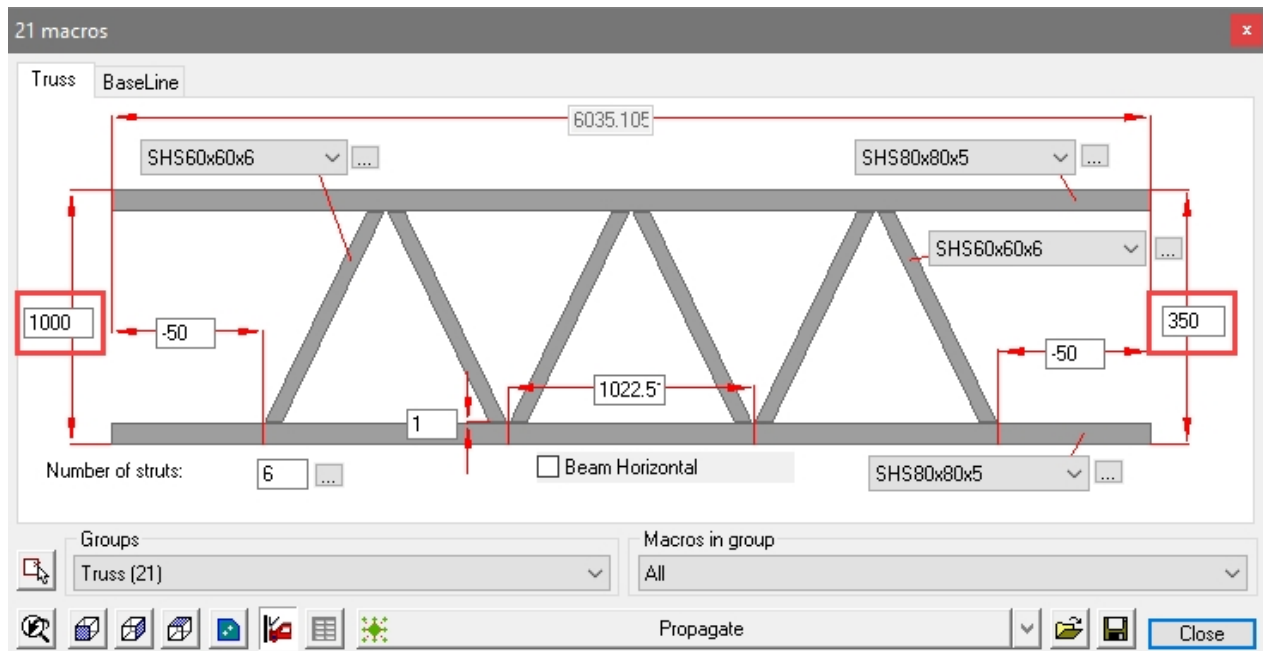 21 macros
x
Truss BaseLine
6035.105
SHS60x60x6 ... SHS80x80x5 ...
SHS60x60x6 ...
1000 -50 350
-50
1022.5
1
Number of struts: 6 ... Beam Horizontal SHS80x80x5 ...
Groups Macros in group
Truss (21) All
Propagate Close